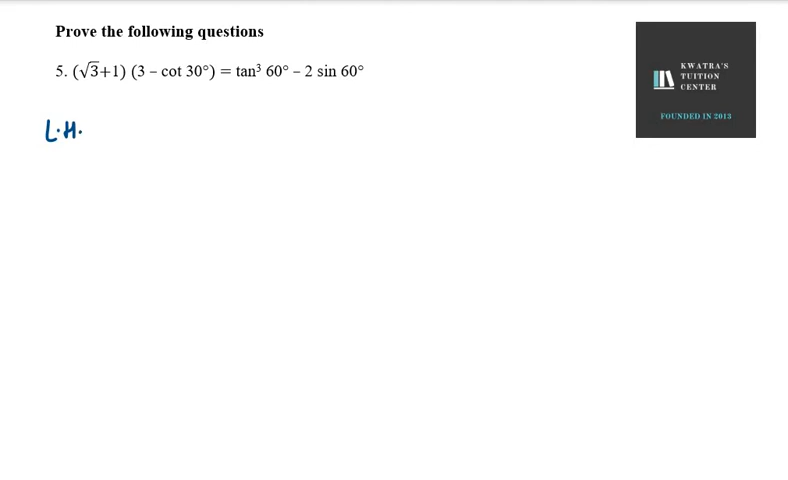 Prove the following questions
5. (√3+1) (3 – cot 30°) = tan³ 60° – 2 sin 60°
L.H.
KWATRA'S
TUITION
CENTER
FOUNDED IN 2013